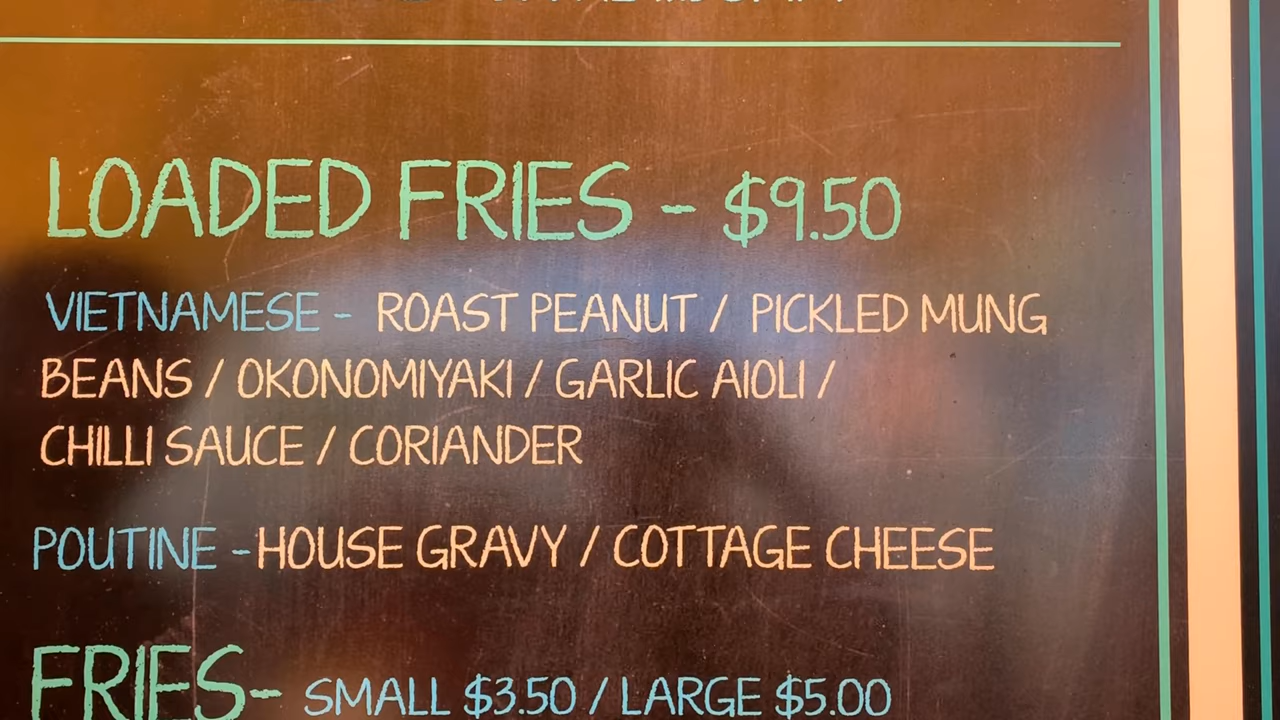 LOADED FRIES - $9.50
VIETNAMESE - ROAST PEANUT / PICKLED MUNG
BEANS / OKONOMIYAKI / GARLIC AIOLI /
CHILLI SAUCE / CORIANDER
POUTINE -HOUSE GRAVY / COTTAGE CHEESE
FRIES- SMALL $3.50 / LARGE $5.00